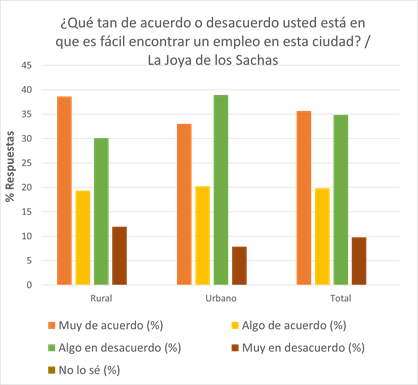 ¿Qué tan de acuerdo o desacuerdo usted está en
que es fácil encontrar un empleo en esta ciudad? /
La Joya de los Sachas
% Respuestas
45
40
35
30
25
20
15
10
5
0
Rural Urbano Total
Muy de acuerdo (%) Algo de acuerdo (%)
Algo en desacuerdo (%) Muy en desacuerdo (%)
No lo sé (%)